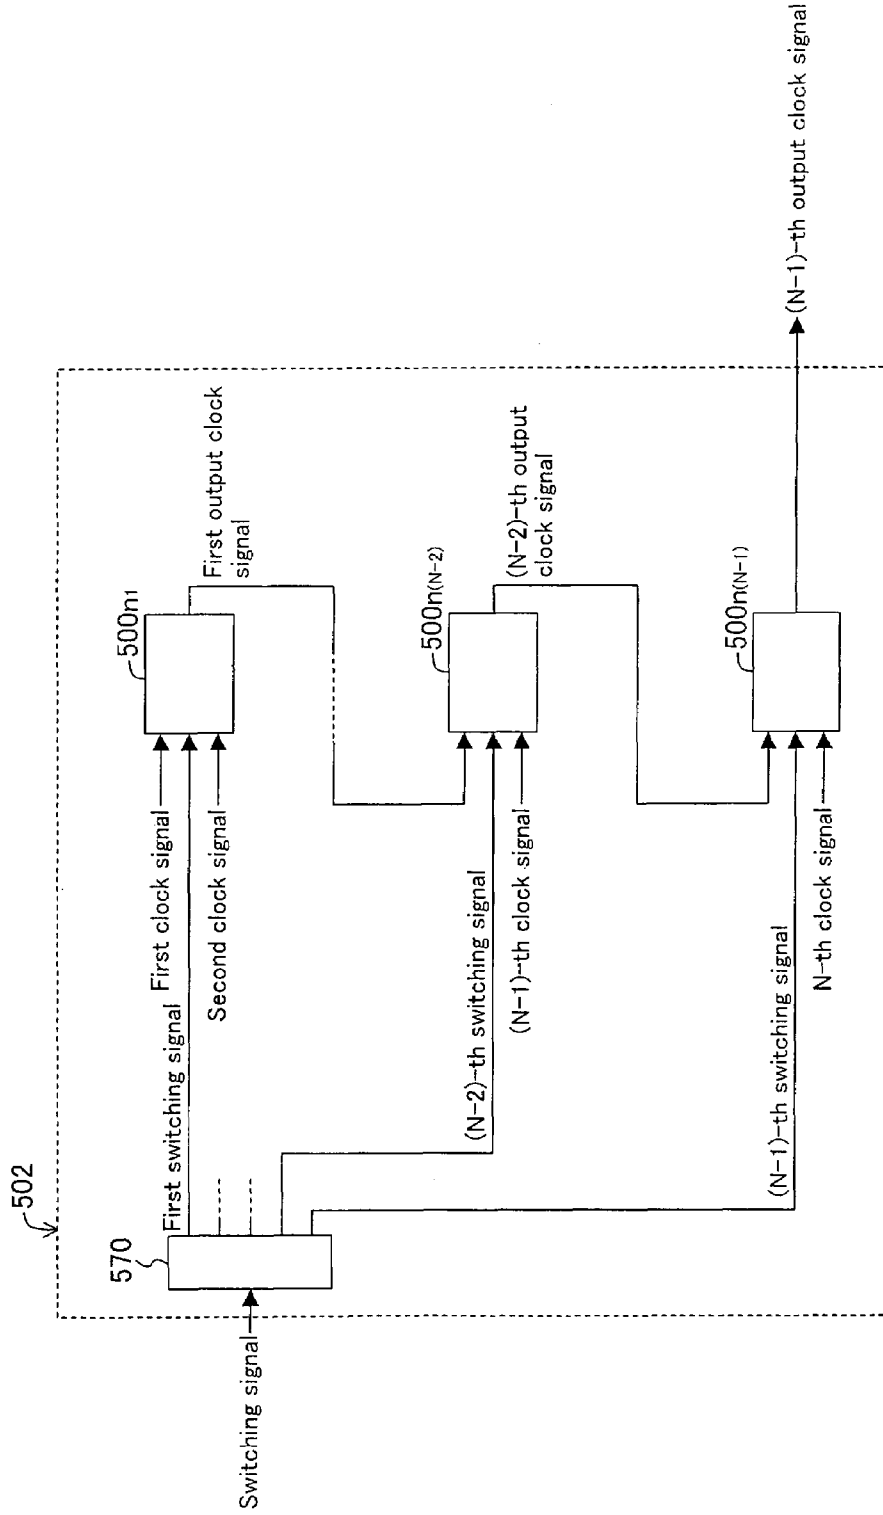 502
570
Switching signal
First switching signal
First clock signal
Second clock signal
500n1
First output clock
signal
(N-2)-th switching signal
(N-1)-th clock signal
500n(N-2)
(N-2)-th output
clock signal
(N-1)-th switching signal
N-th clock signal
500n(N-1)
(N-1)-th output clock signal